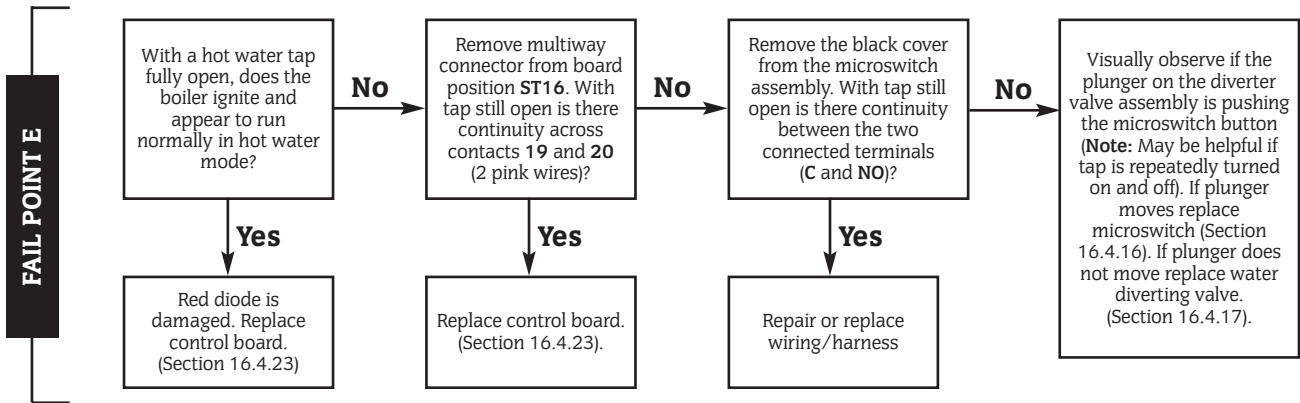 FAIL POINT E
With a hot water tap
fully open, does the
boiler ignite and
appear to run
normally in hot water
mode?
No
Remove multiway
connector from board
position ST16. With
tap still open is there
continuity across
contacts 19 and 20
(2 pink wires)?
No
Remove the black cover
from the microswitch
assembly. With tap still
open is there continuity
between the two
connected terminals
(C and NO)?
No
Visually observe if the
plunger on the diverter
valve assembly is pushing
the microswitch button
(Note: May be helpful if
tap is repeatedly turned
on and off). If plunger
moves replace
microswitch (Section
16.4.16). If plunger does
not move replace water
diverting valve.
(Section 16.4.17).
Yes
Yes
Yes
Red diode is
damaged. Replace
control board.
(Section 16.4.23)
Replace control board.
(Section 16.4.23).
Repair or replace
wiring/harness